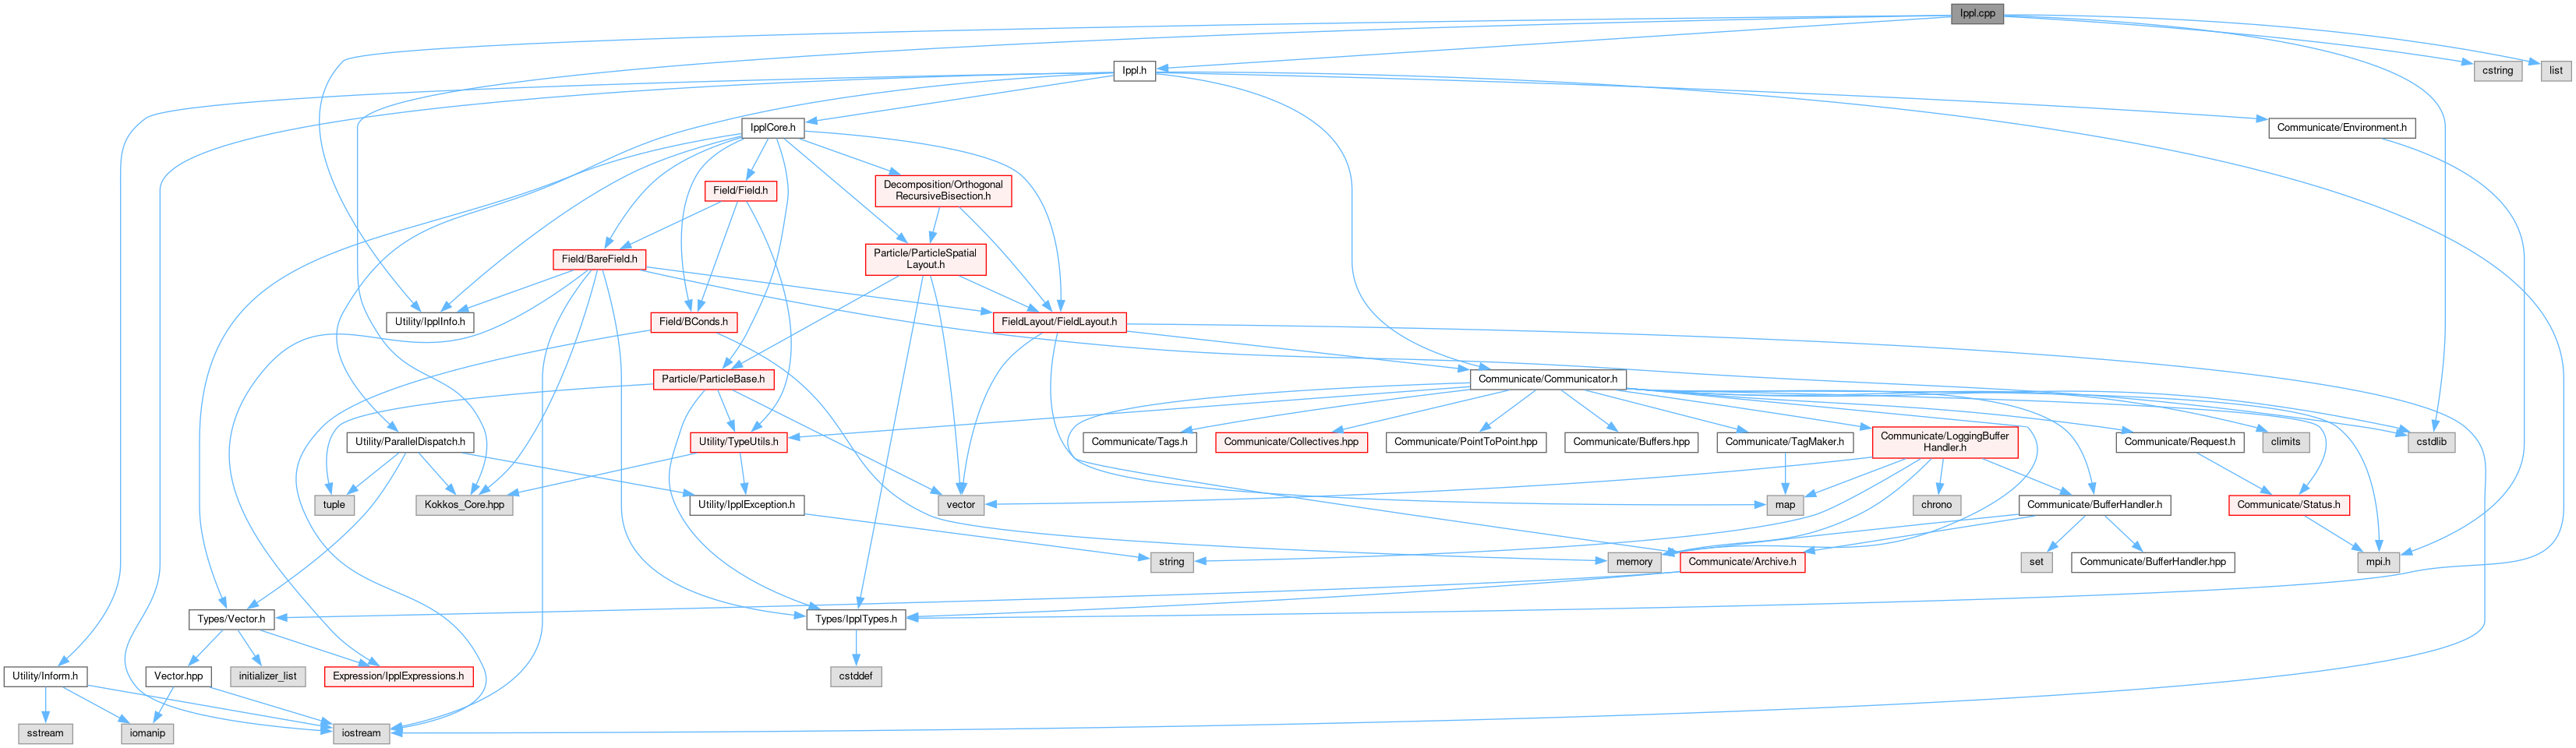 Ippl.cpp
Ippl.h
cstring
list
IpplCore.h
Communicate/Environment.h
Field/Field.h
Decomposition/Orthogonal
RecursiveBisection.h
Field/BareField.h
Particle/ParticleSpatial
Layout.h
Utility/IpplInfo.h
Field/BConds.h
FieldLayout/FieldLayout.h
Particle/ParticleBase.h
Communicate/Communicator.h
Utility/ParallelDispatch.h
Utility/TypeUtils.h
Communicate/Tags.h
Communicate/Collectives.hpp
Communicate/PointToPoint.hpp
Communicate/Buffers.hpp
Communicate/TagMaker.h
Communicate/LoggingBuffer
Handler.h
Communicate/Request.h
climits
cstdlib
tuple
Kokkos_Core.hpp
Utility/IpplException.h
vector
map
chrono
Communicate/BufferHandler.h
Communicate/Status.h
string
memory
Communicate/Archive.h
set
Communicate/BufferHandler.hpp
mpi.h
Types/Vector.h
Types/IpplTypes.h
Utility/Inform.h
Vector.hpp
initializer_list
Expression/IpplExpressions.h
cstddef
sstream
iomanip
iostream